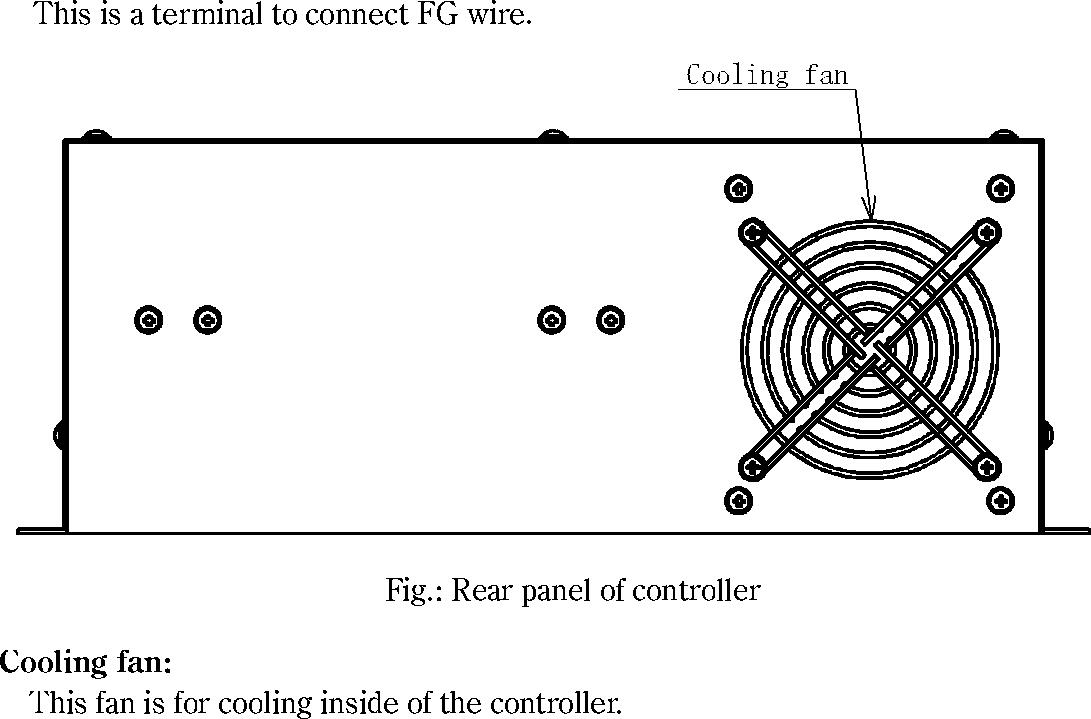 This is a terminal to connect FG wire.
Cooling fan
Fig.: Rear panel of controller
Cooling fan:
This fan is for cooling inside of the controller.